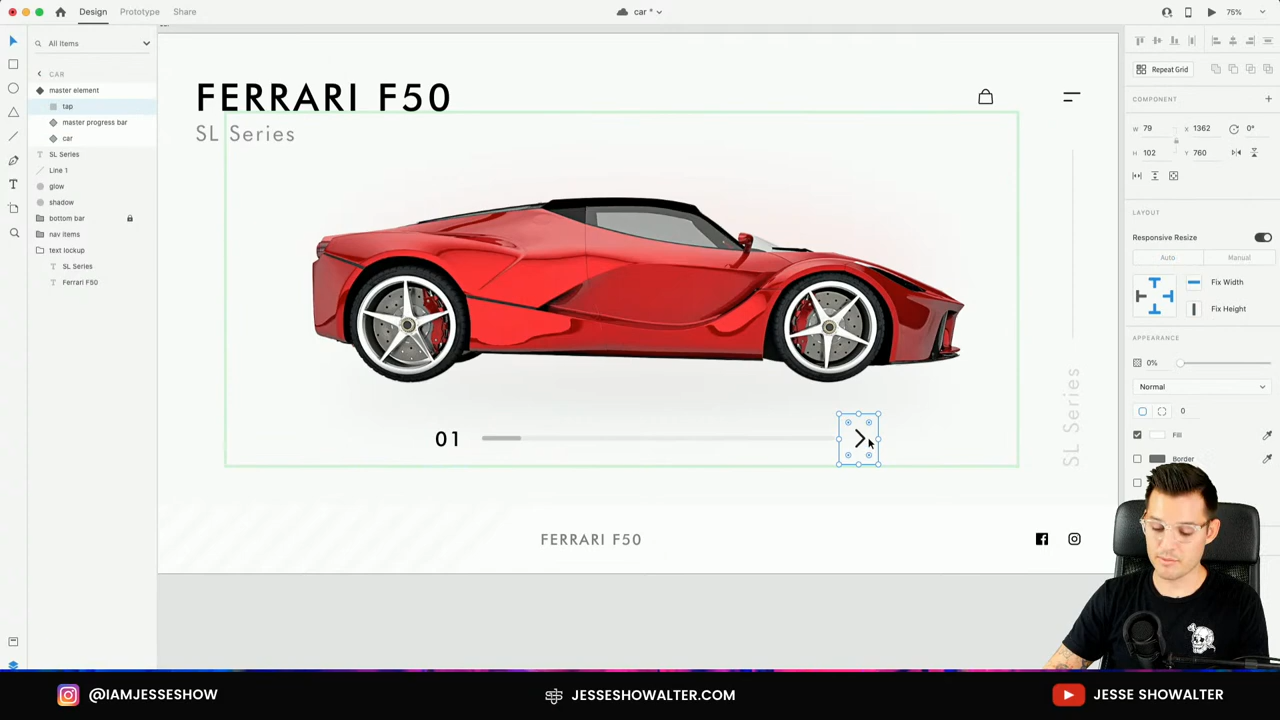 Design
Prototype
Share
car *
75%
All Items
CAR
master element
tap
master progress bar
car
SL Series
Line 1
glow
shadow
bottom bar
nav items
text lockup
SL Series
Ferrari F50
FERRARI F50
SL Series
01
SL Series
FERRARI F50
Repeat Grid
COMPONENT
W 79 X 1362 0°
H 102 Y 760
LAYOUT
Responsive Resize
Auto Manual
Fix Width
Fix Height
APPEARANCE
0%
Normal
0
Fill
Border
@IAMJESSESHOW
JESSESHOWALTER.COM
JESSE SHOWALTER